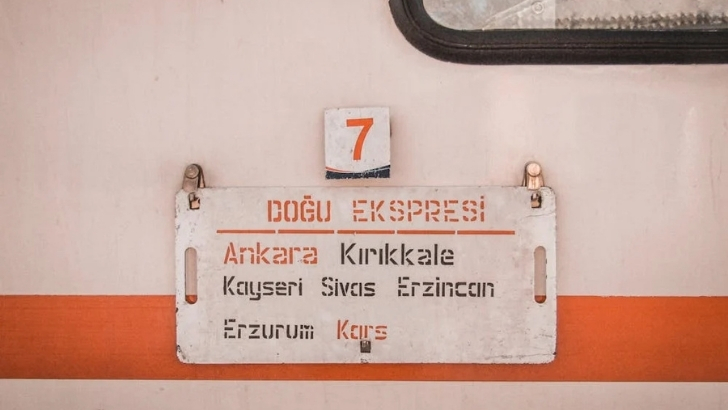 7
DOĞU EKSPRESİ
Ankara Kırıkkale
Kayseri Sivas Erzincan
Erzurum Kars